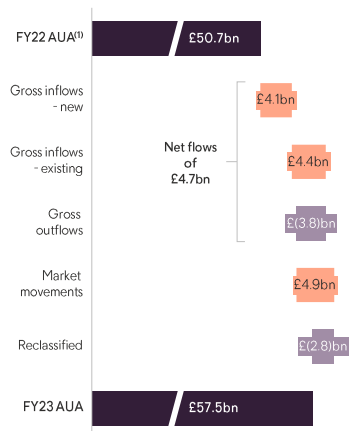 FY22 AUA(1)
£50.7bn
Gross inflows
- new
£4.1bn
Gross inflows
- existing
£4.4bn
Net flows
of
£4.7bn
Gross
outflows
£(3.8)bn
Market
movements
£4.9bn
Reclassified
£(2.8)bn
FY23 AUA
£57.5bn